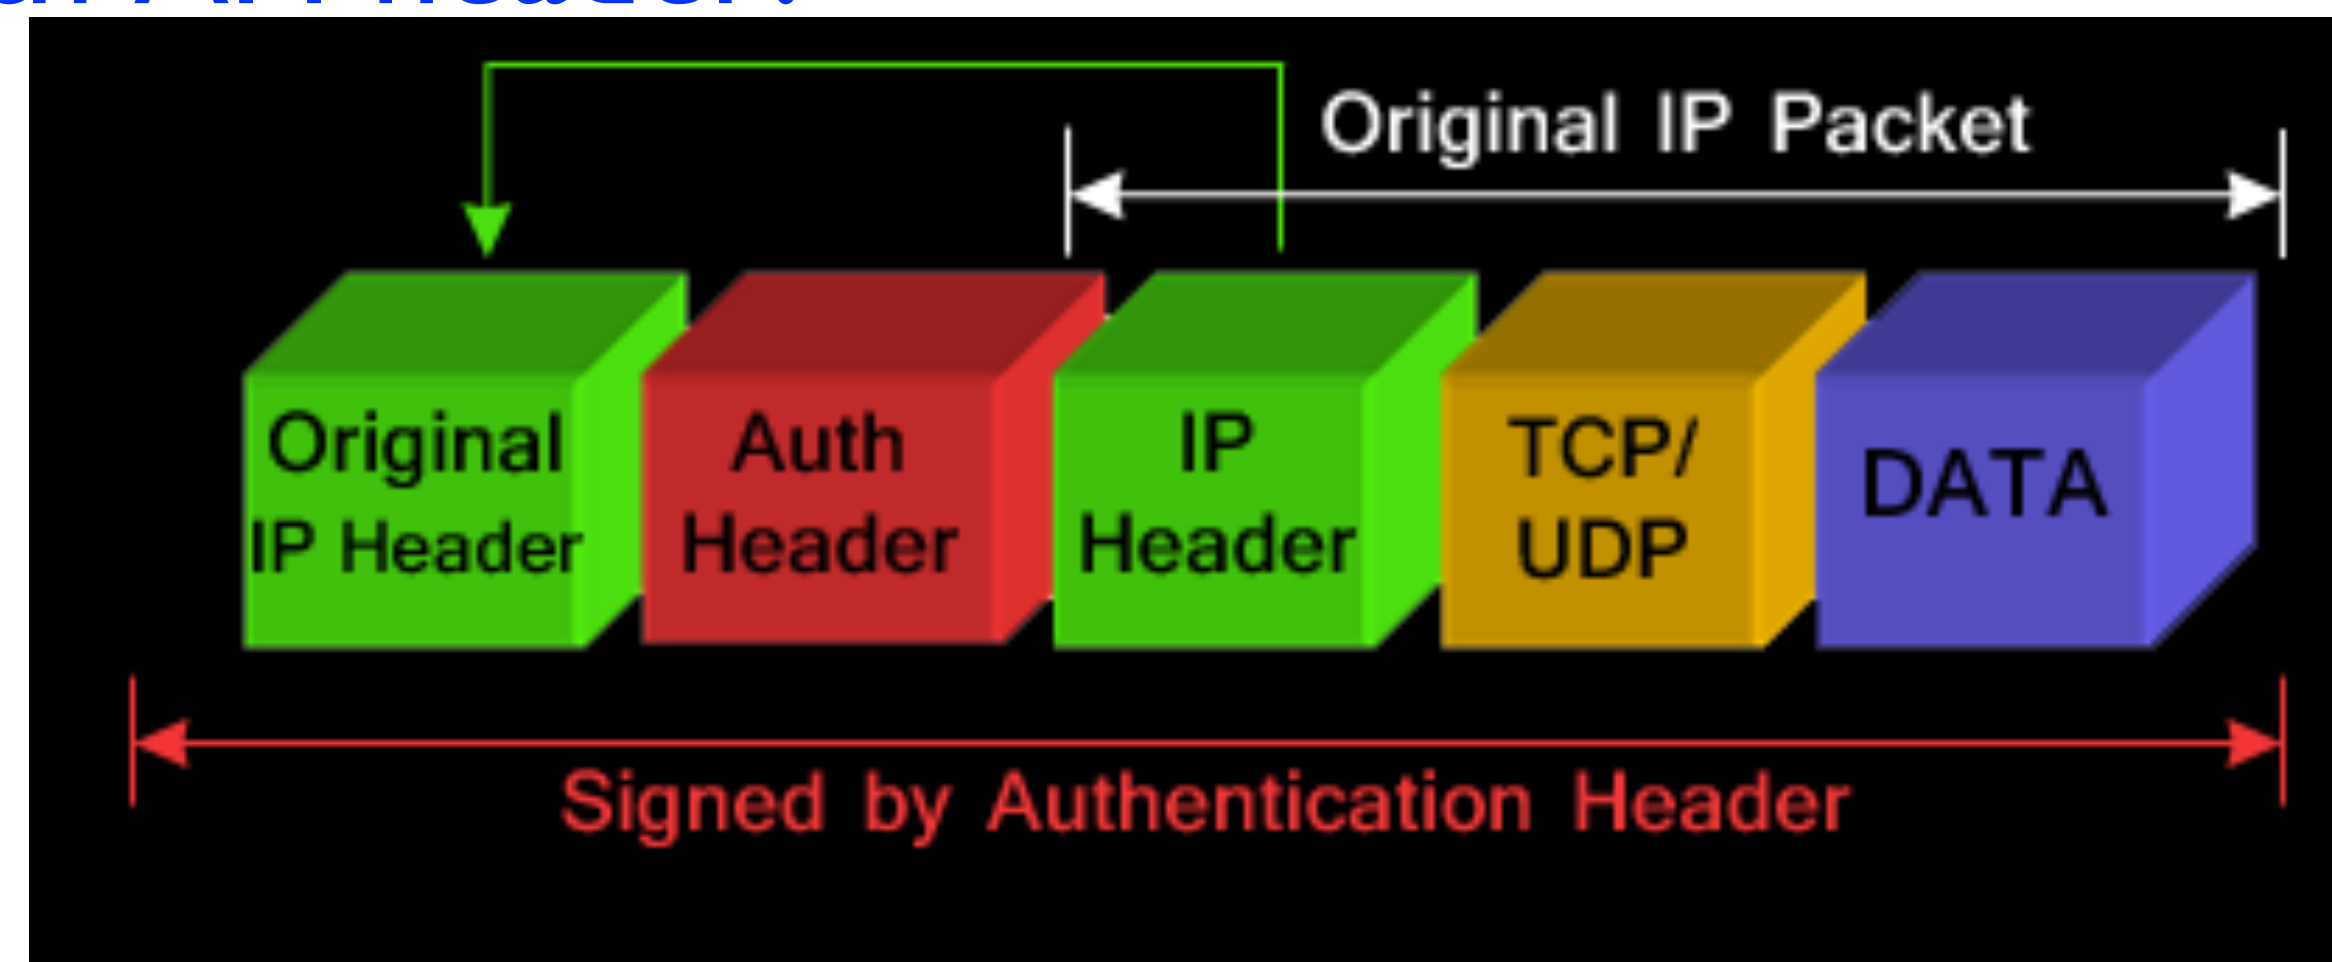 Original IP Packet
Original
IP Header
Auth
Header
IP
Header
TCP/
UDP
DATA
Signed by Authentication Header